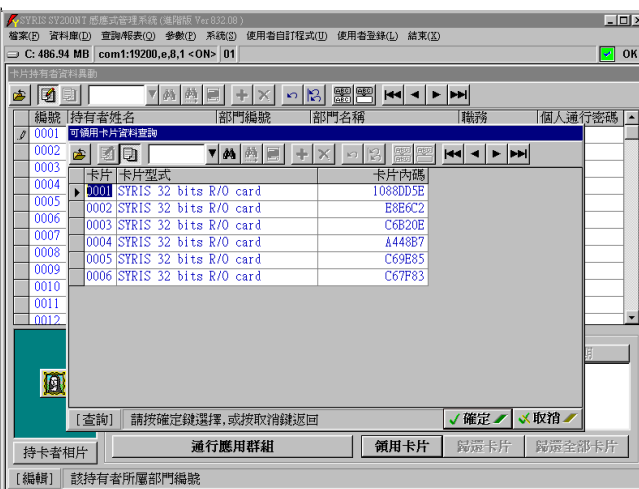 SYRIS SY200NT 感應式管理系統(進階版 Ver 8.32.08 )
檔案(F) 資料庫(D) 查詢/報表(O) 參數(P) 系統(S) 使用者自訂程式(U) 使用者登錄(L) 結束(X)
C: 486.94 MB com1:19200,e,8,1 <ON> 01 OK
卡片持有者資料異動
編號 持有者姓名 部門編號 部門名稱 職務 個人通行密碼
0001
可領用卡片資料查詢
0002
0003
0004
0005
0006
0007
0008
0009
0010
0011
0012
卡片 卡片型式 卡片內碼
0001 SYRIS 32 bits R/O card 1088DD5E
0002 SYRIS 32 bits R/O card E8E6C2
0003 SYRIS 32 bits R/O card C6B20E
0004 SYRIS 32 bits R/O card A448B7
0005 SYRIS 32 bits R/O card C69E85
0006 SYRIS 32 bits R/O card C67F83
[查詢] 請按確定鍵選擇,或按取消鍵返回 確定 取消
持卡者相片 通行應用群組 領用卡片 歸還卡片 歸還全部卡片
[編輯] 該持有者所屬部門編號